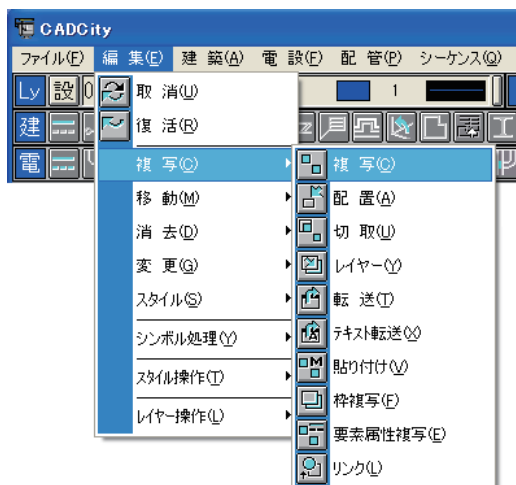 CADCity
ファイル(F) 編 集(E) 建 築(A) 電 設(F) 配 管(P) シーケンス(Q)
Ly 設 0 1
建
電
取 消(U)
復 活(R)
複 写(C)
移 動(M)
消 去(D)
変 更(G)
スタイル(S)
シンボル処理(Y)
スタイル操作(T)
レイヤー操作(L)
複 写(C)
配 置(A)
切 取(U)
レイヤー(Y)
転 送(T)
テキスト転送(X)
貼り付け(V)
枠複写(F)
要素属性複写(E)
リンク(L)